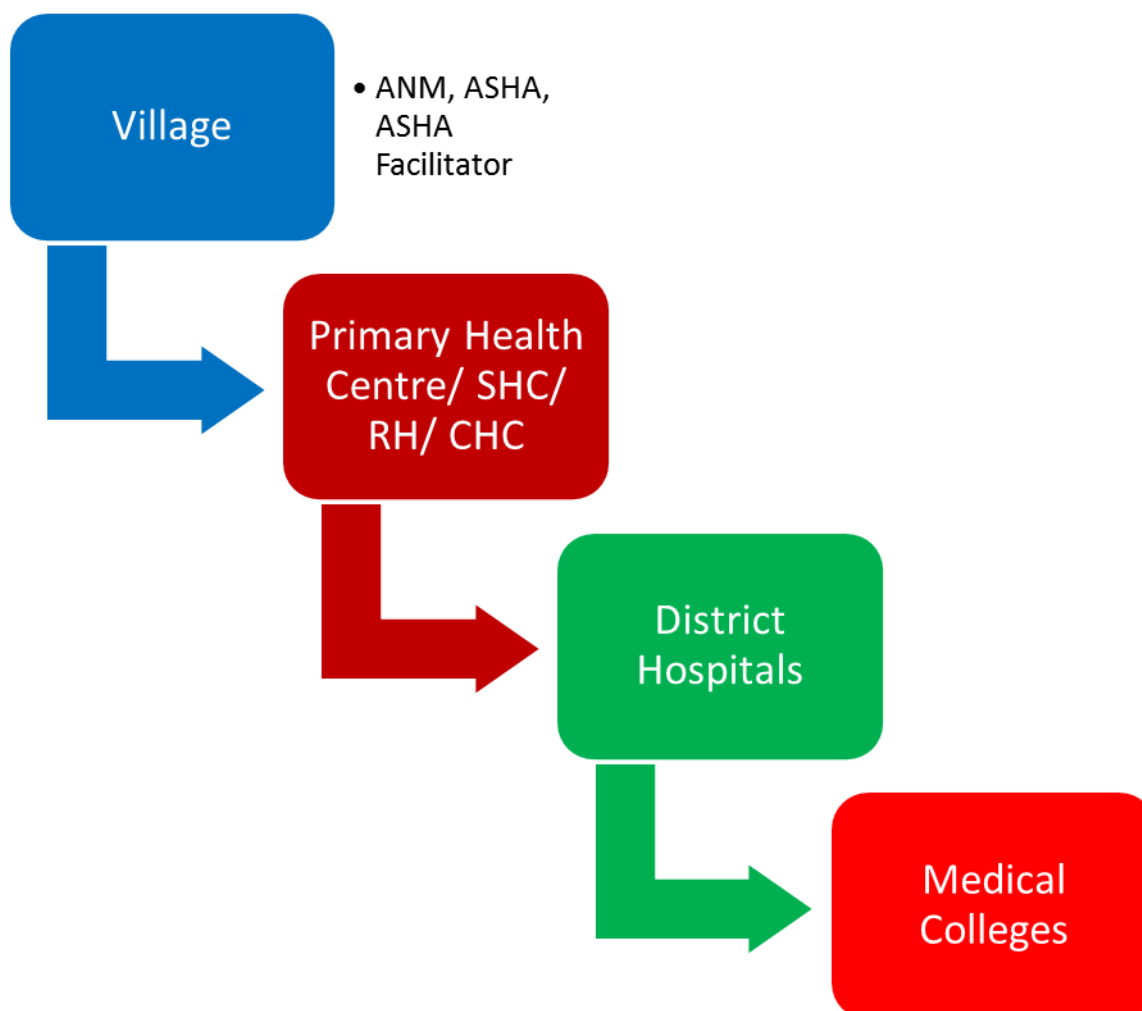 Village
• ANM, ASHA,
ASHA
Facilitator
Primary Health
Centre/ SHC/
RH/ CHC
District
Hospitals
Medical
Colleges